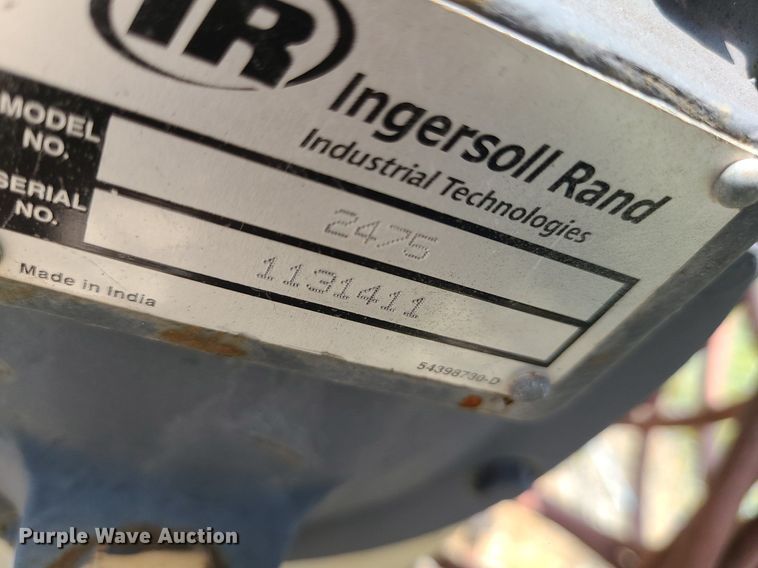 IR
Ingersoll Rand
Industrial Technologies
MODEL NO.
2475
SERIAL NO.
1131411
Made in India
54398730-D
Purple Wave Auction®